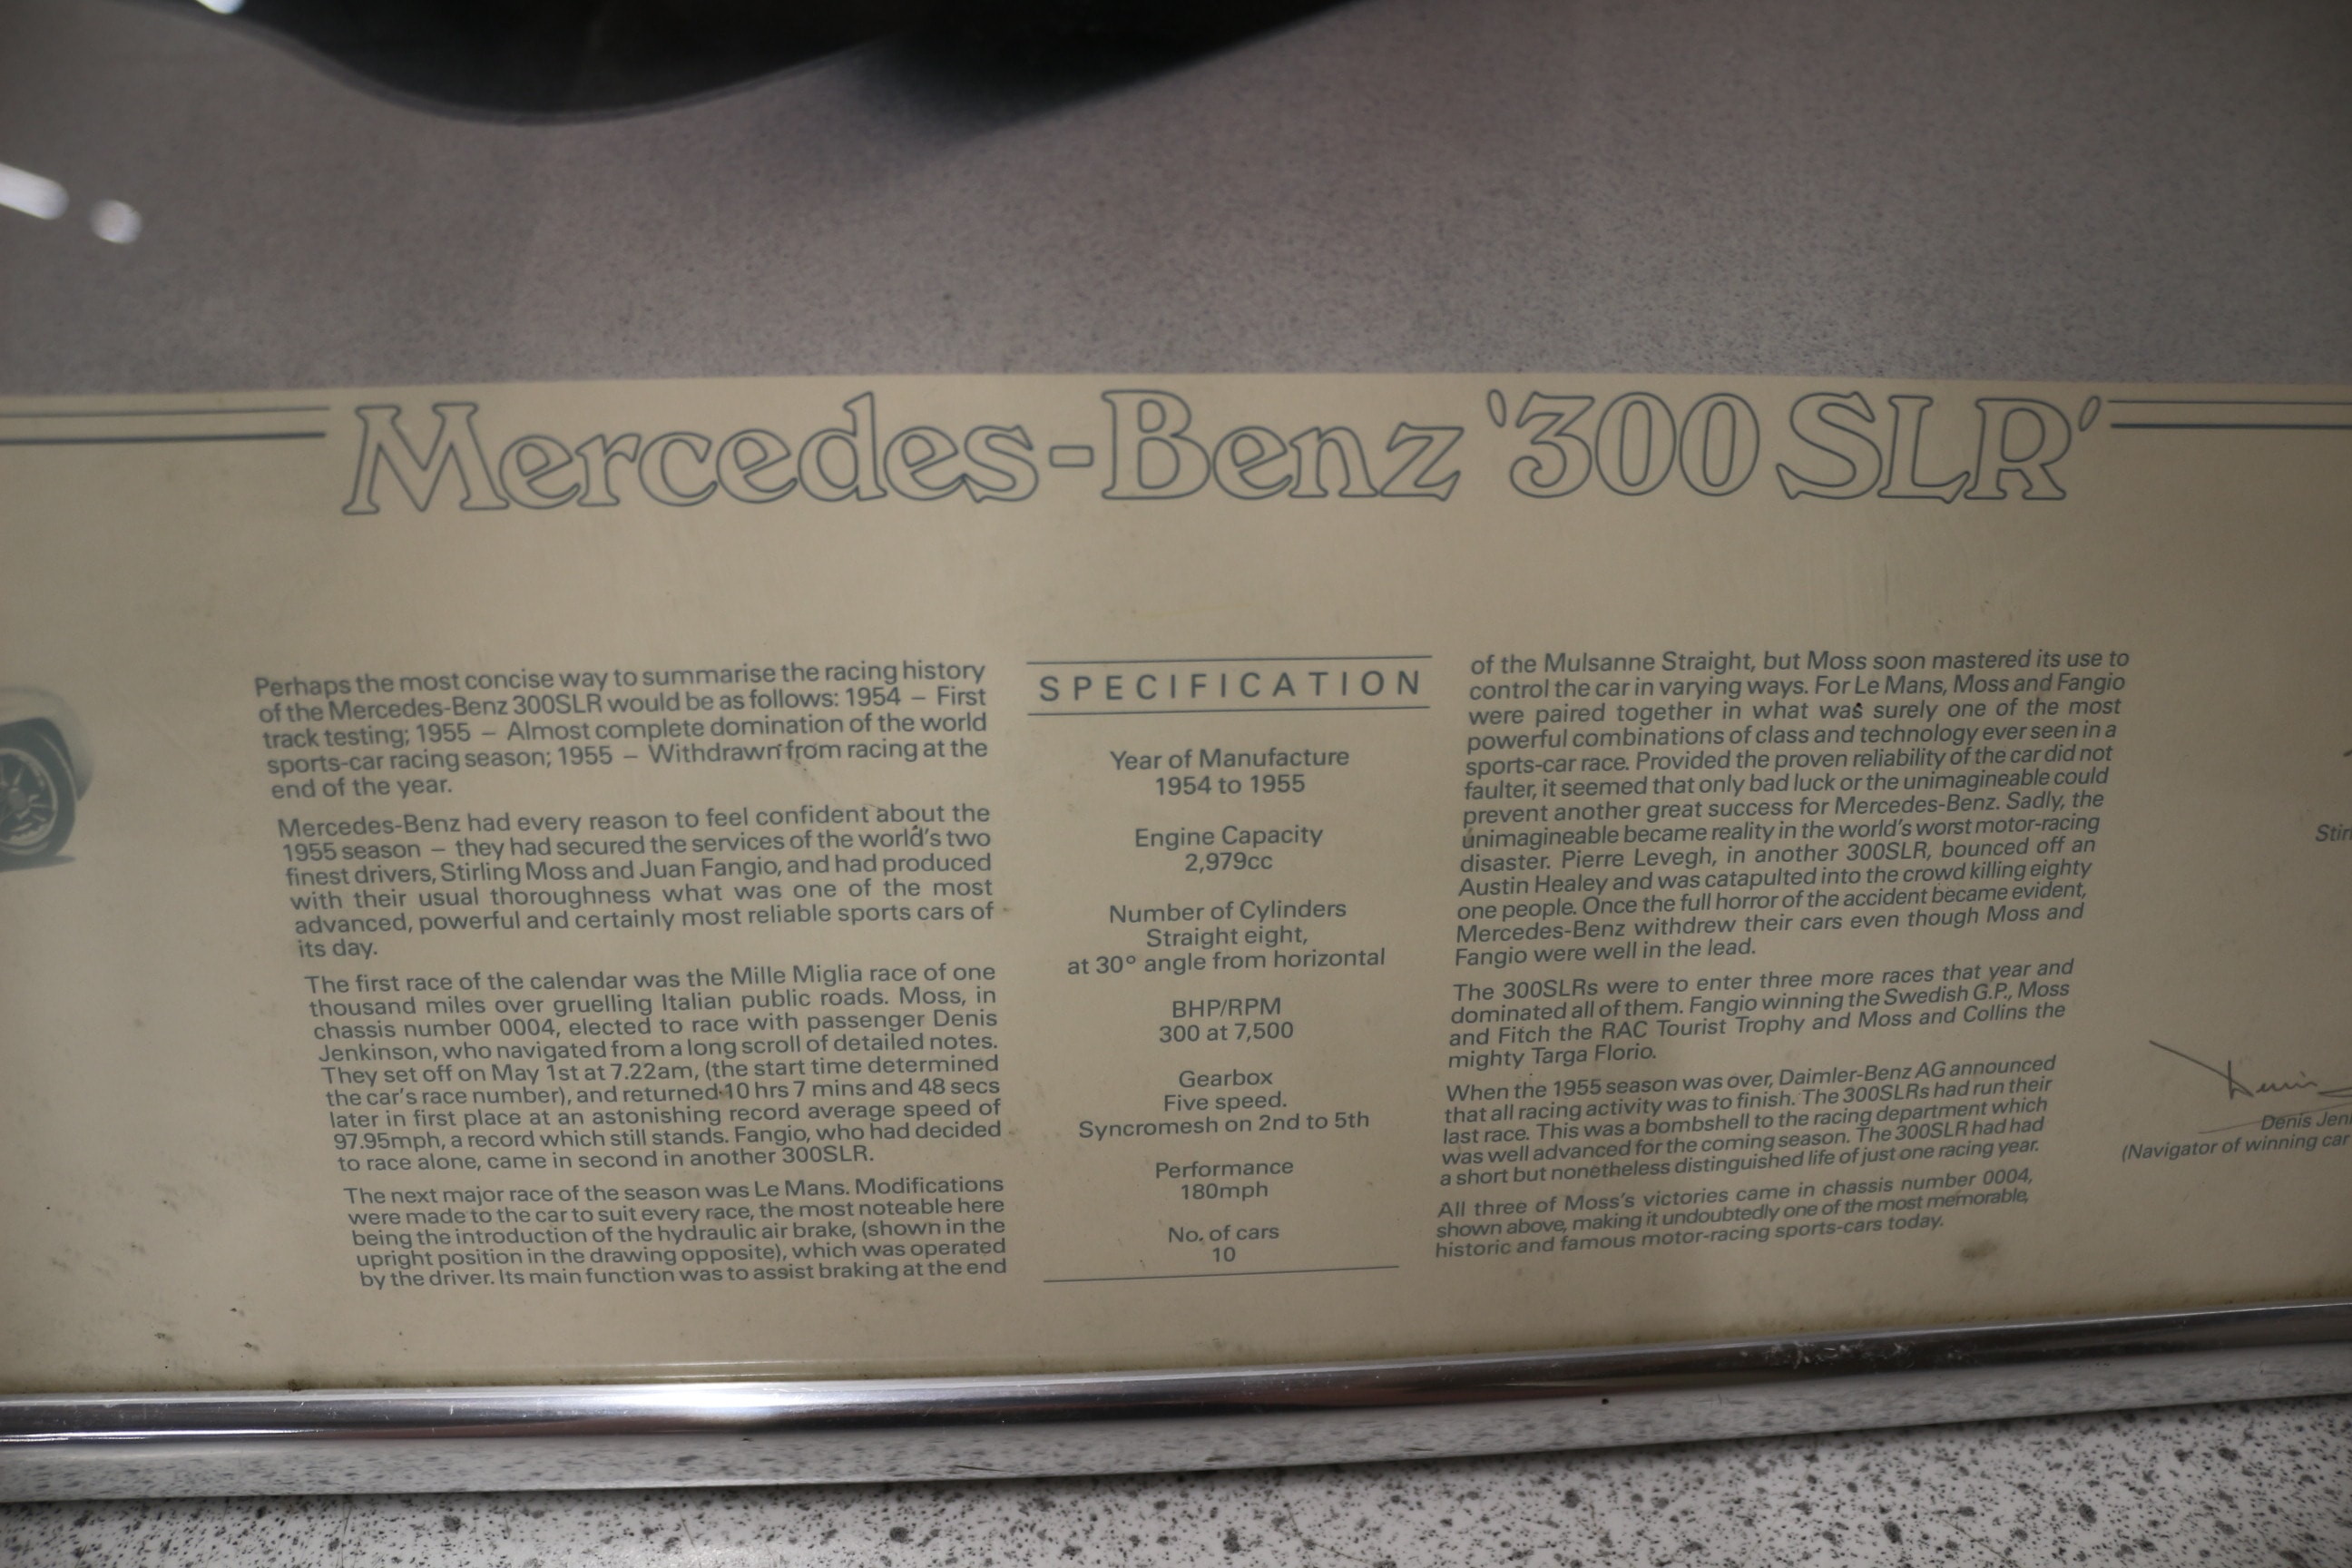 Mercedes-Benz '300 SLR'
Perhaps the most concise way to summarise the racing history
of the Mercedes-Benz 300SLR would be as follows: 1954 – First
track testing; 1955 – Almost complete domination of the world
sports-car racing season; 1955 – Withdrawn from racing at the
end of the year.
Mercedes-Benz had every reason to feel confident about the
1955 season – they had secured the services of the world's two
finest drivers, Stirling Moss and Juan Fangio, and had produced
with their usual thoroughness what was one of the most
advanced, powerful and certainly most reliable sports cars of
its day.
The first race of the calendar was the Mille Miglia race of one
thousand miles over gruelling Italian public roads. Moss, in
chassis number 0004, elected to race with passenger Denis
Jenkinson, who navigated from a long scroll of detailed notes.
They set off on May 1st at 7.22am, (the start time determined
the car's race number), and returned 10 hrs 7 mins and 48 secs
later in first place at an astonishing record average speed of
97.95mph, a record which still stands. Fangio, who had decided
to race alone, came in second in another 300SLR.
The next major race of the season was Le Mans. Modifications
were made to the car to suit every race, the most noteable here
being the introduction of the hydraulic air brake, (shown in the
upright position in the drawing opposite), which was operated
by the driver. Its main function was to assist braking at the end
SPECIFICATION
Year of Manufacture
1954 to 1955
Engine Capacity
2,979cc
Number of Cylinders
Straight eight,
at 30° angle from horizontal
BHP/RPM
300 at 7,500
Gearbox
Five speed.
Syncromesh on 2nd to 5th
Performance
180mph
No. of cars
10
of the Mulsanne Straight, but Moss soon mastered its use to
control the car in varying ways. For Le Mans, Moss and Fangio
were paired together in what was surely one of the most
powerful combinations of class and technology ever seen in a
sports-car race. Provided the proven reliability of the car did not
faulter, it seemed that only bad luck or the unimagineable could
prevent another great success for Mercedes-Benz. Sadly, the
unimagineable became reality in the world's worst motor-racing
disaster. Pierre Levegh, in another 300SLR, bounced off an
Austin Healey and was catapulted into the crowd killing eighty
one people. Once the full horror of the accident became evident,
Mercedes-Benz withdrew their cars even though Moss and
Fangio were well in the lead.
The 300SLRs were to enter three more races that year and
dominated all of them. Fangio winning the Swedish G.P., Moss
and Fitch the RAC Tourist Trophy and Moss and Collins the
mighty Targa Florio.
When the 1955 season was over, Daimler-Benz AG announced
that all racing activity was to finish. The 300SLRs had run their
last race. This was a bombshell to the racing department which
was well advanced for the coming season. The 300SLR had had
a short but nonetheless distinguished life of just one racing year.
All three of Moss's victories came in chassis number 0004,
shown above, making it undoubtedly one of the most memorable,
historic and famous motor-racing sports-cars today.
Stirl
Denis
Denis Jen
(Navigator of winning car